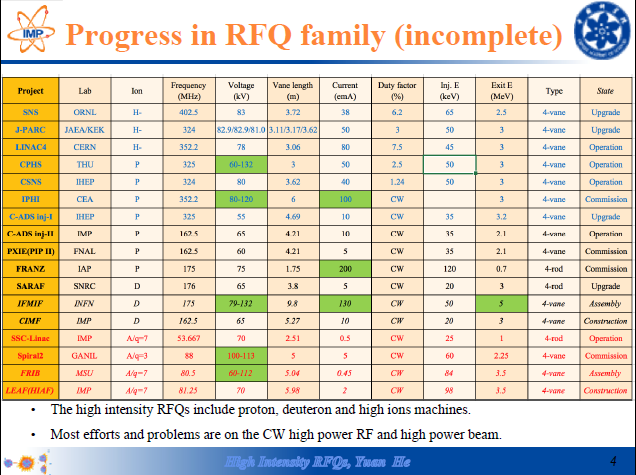 IMP
Progress in RFQ family (incomplete)
Project Lab Ion Frequency (MHz) Voltage (kV) Vane length (m) Current (emA) Duty factor (%) Inj. E (keV) Exit E (MeV) Type State
SNS ORNL H- 402.5 83 3.72 38 6.2 65 2.5 4-vane Upgrade
J-PARC JAEA/KEK H- 324 82.9/82.9/81.0 3.11/3.17/3.62 50 3 50 3 4-vane Upgrade
LINAC4 CERN H- 352.2 78 3.06 80 7.5 45 3 4-vane Operation
CPHS THU P 325 60-132 3 50 2.5 50 3 4-vane Operation
CSNS IHEP P 324 80 3.62 40 1.24 50 3 4-vane Operation
IPHI CEA P 352.2 80-120 6 100 CW 3 4-vane Commission
C-ADS inj-I IHEP P 325 55 4.69 10 CW 35 3.2 4-vane Upgrade
C-ADS inj-II IMP P 162.5 65 4.21 10 CW 35 2.1 4-vane Operation
PXIE(PIP II) FNAL P 162.5 60 4.21 5 CW 35 2.1 4-vane Commission
FRANZ IAP P 175 75 1.75 200 CW 120 0.7 4-rod Commission
SARAF SNRC D 176 65 3.8 5 CW 20 3 4-rod Upgrade
IFMIF INFN D 175 79-132 9.8 130 CW 50 5 4-vane Assembly
CIMF IMP D 162.5 65 5.27 10 CW 20 3 4-vane Construction
SSC-Linac IMP A/q=7 53.667 70 2.51 0.5 CW 25 1 4-rod Operation
Spiral2 GANIL A/q=3 88 100-113 5 5 CW 60 2.25 4-vane Commission
FRIB MSU A/q=7 80.5 60-112 5.04 0.45 CW 84 3.5 4-vane Assembly
LEAF(HIAF) IMP A/q=7 81.25 70 5.98 2 CW 98 3.5 4-vane Construction
• The high intensity RFQs include proton, deuteron and high ions machines.
• Most efforts and problems are on the CW high power RF and high power beam.
High Intensity RFQs, Yuan He 4